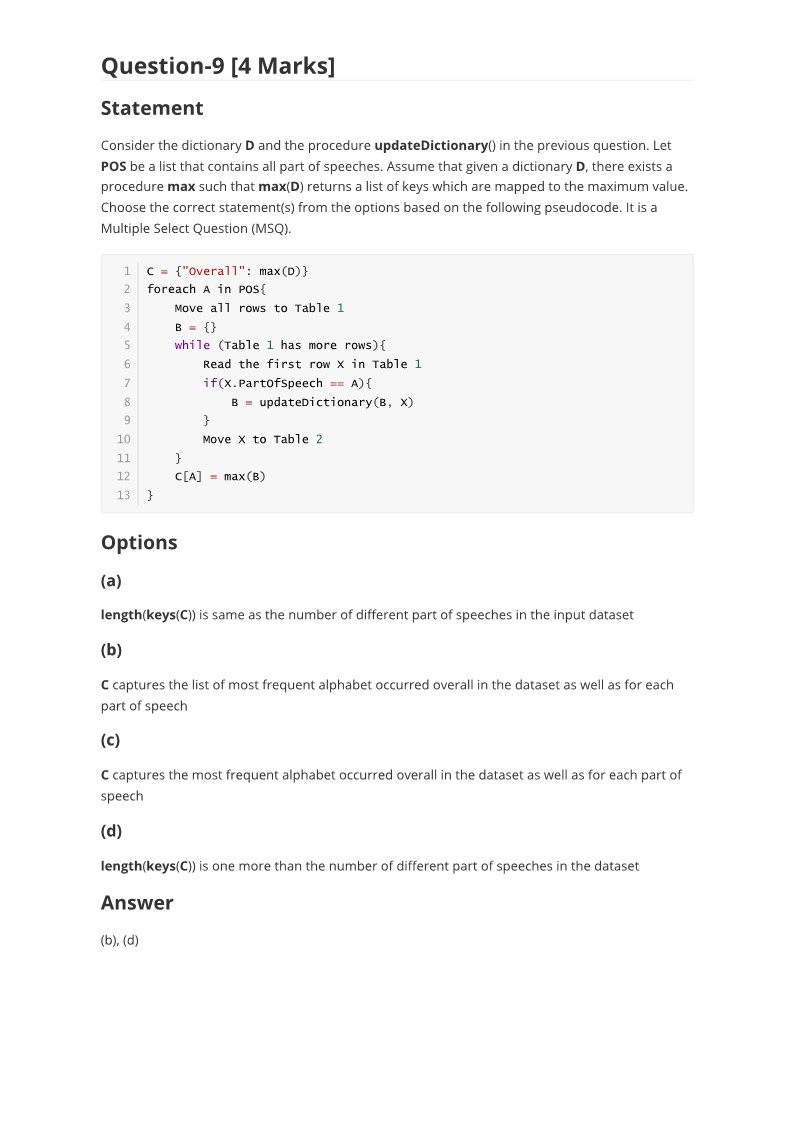 Question-9 [4 Marks]
Statement
Consider the dictionary D and the procedure updateDictionary() in the previous question. Let
POS be a list that contains all part of speeches. Assume that given a dictionary D, there exists a
procedure max such that max(D) returns a list of keys which are mapped to the maximum value.
Choose the correct statement(s) from the options based on the following pseudocode. It is a
Multiple Select Question (MSQ).
1 C = {"Overall": max(D)}
2 foreach A in POS{
3     Move all rows to Table 1
4     B = {}
5     while (Table 1 has more rows){
6         Read the first row X in Table 1
7         if(X.PartOfSpeech == A){
8             B = updateDictionary(B, X)
9         }
10         Move X to Table 2
11     }
12     C[A] = max(B)
13 }
Options
(a)
length(keys(C)) is same as the number of different part of speeches in the input dataset
(b)
C captures the list of most frequent alphabet occurred overall in the dataset as well as for each
part of speech
(c)
C captures the most frequent alphabet occurred overall in the dataset as well as for each part of
speech
(d)
length(keys(C)) is one more than the number of different part of speeches in the dataset
Answer
(b), (d)